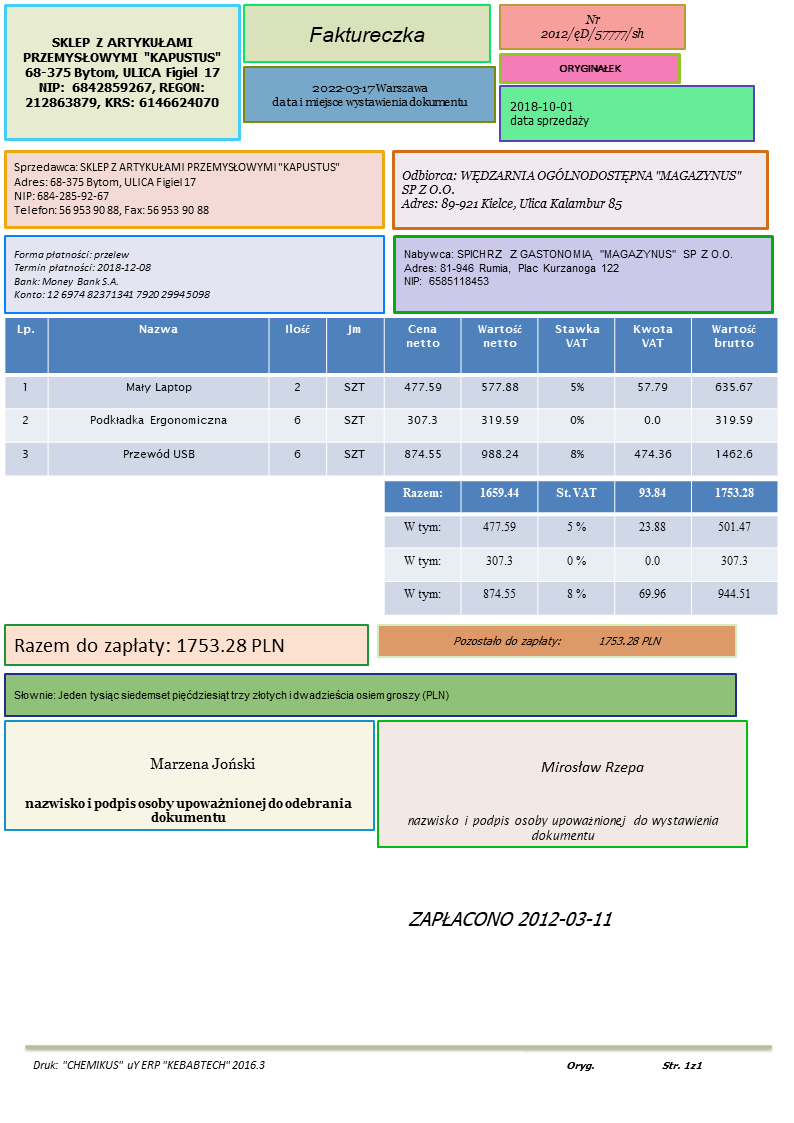 SKLEP Z ARTYKUŁAMI
PRZEMYSŁOWYMI "KAPUSTUS"
68-375 Bytom, ULICA Figiel 17
NIP: 6842859267, REGON:
212863879, KRS: 6146624070
Faktureczka
2022-03-17 Warszawa
data i miejsce wystawienia dokumentu
Nr
2012/ęD/57777/sh
ORYGINAŁEK
2018-10-01
data sprzedaży
Sprzedawca: SKLEP Z ARTYKUŁAMI PRZEMYSŁOWYMI "KAPUSTUS"
Adres: 68-375 Bytom, ULICA Figiel 17
NIP: 684-285-92-67
Telefon: 56 953 90 88, Fax: 56 953 90 88
Odbiorca: WĘDZARNIA OGÓLNODOSTĘPNA "MAGAZYNUS"
SP Z O.O.
Adres: 89-921 Kielce, Ulica Kalambur 85
Forma płatności: przelew
Termin płatności: 2018-12-08
Bank: Money Bank S.A.
Konto: 12 6974 82371341 7920 29945098
Nabywca: SPICHRZ Z GASTONOMIĄ "MAGAZYNUS" SP Z O.O.
Adres: 81-946 Rumia, Plac Kurzanoga 122
NIP: 6585118453
Lp. Nazwa Ilość Jm Cena netto Wartość netto Stawka VAT Kwota VAT Wartość brutto
1 Mały Laptop 2 SZT 477.59 577.88 5% 57.79 635.67
2 Podkładka Ergonomiczna 6 SZT 307.3 319.59 0% 0.0 319.59
3 Przewód USB 6 SZT 874.55 988.24 8% 474.36 1462.6
Razem: 1659.44 St. VAT 93.84 1753.28
W tym: 477.59 5 % 23.88 501.47
W tym: 307.3 0 % 0.0 307.3
W tym: 874.55 8 % 69.96 944.51
Razem do zapłaty: 1753.28 PLN
Pozostało do zapłaty: 1753.28 PLN
Słownie: Jeden tysiąc siedemset pięćdziesiąt trzy złotych i dwadzieścia osiem groszy (PLN)
Marzena Joński
nazwisko i podpis osoby upoważnionej do odebrania
dokumentu
Mirosław Rzepa
nazwisko i podpis osoby upoważnionej do wystawienia
dokumentu
ZAPŁACONO 2012-03-11
Druk: "CHEMIKUS" uY ERP "KEBABTECH" 2016.3
Oryg. Str. 1z1